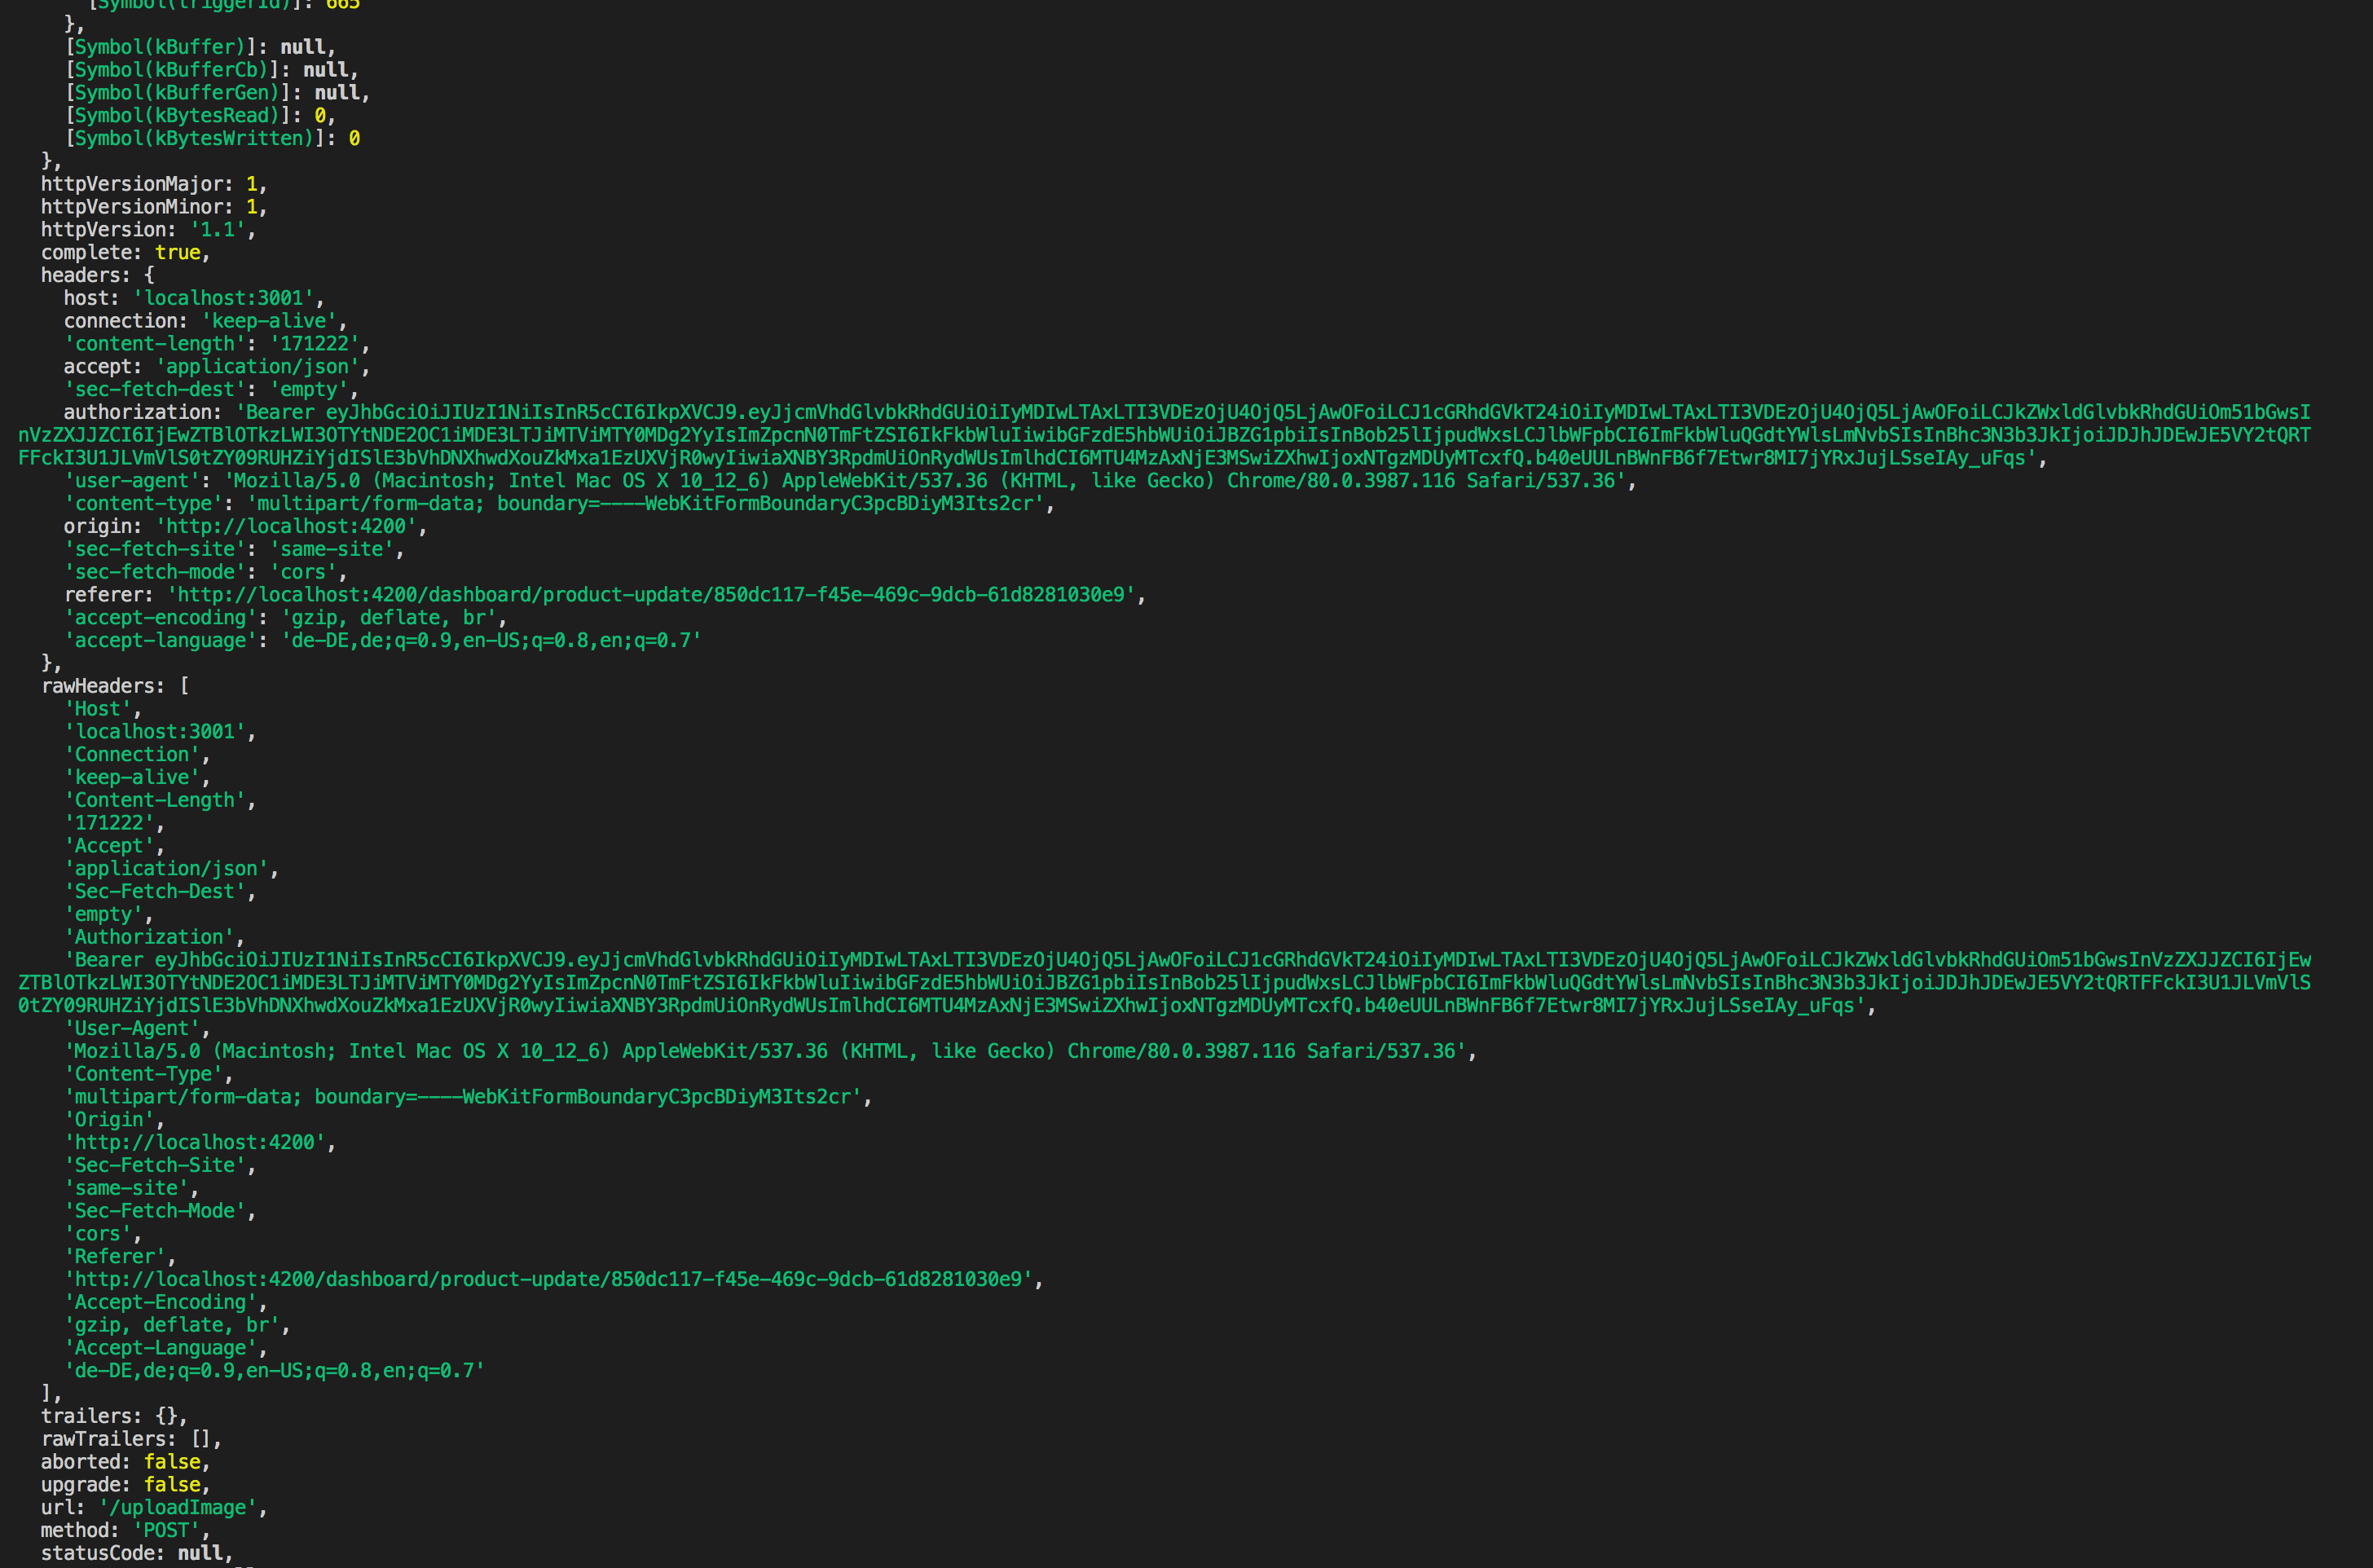 [Symbol(triggerId)]: 665
},
[Symbol(kBuffer)]: null,
[Symbol(kBufferCb)]: null,
[Symbol(kBufferGen)]: null,
[Symbol(kBytesRead)]: 0,
[Symbol(kBytesWritten)]: 0
},
httpVersionMajor: 1,
httpVersionMinor: 1,
httpVersion: '1.1',
complete: true,
headers: {
host: 'localhost:3001',
connection: 'keep-alive',
'content-length': '171222',
accept: 'application/json',
'sec-fetch-dest': 'empty',
authorization: 'Bearer eyJhbGciOiJIUzI1NiIsInR5cCI6IkpXVCJ9.eyJjcmVhdGlvbkRhdGUiOiIyMDIwLTAxLTI3VDEzOjU4OjQ5LjAwOFoiLCJ1cGRhdGVkT24iOiIyMDIwLTAxLTI3VDEzOjU4OjQ5LjAwOFoiLCJkZWxldGlvbkRhdGUiOm51bGwsI
nVzZXJJZCI6IjEwZTBlOTkzLWI3OTYtNDE2OC1iMDE3LTJiMTViMTY0MDg2YyIsImZpcnN0TmFtZSI6IkFkbWluIiwibGFzdE5hbWUiOiJBZG1pbiIsInBob25lIjpudWxsLCJlbWFpbCI6ImFkbWluQGdtYWlsLmNvbSIsInBhc3N3b3JkIjoiJDJhJDEwJE5VY2tQRT
FFckI3U1JLVmVlS0tZY09RUHZiYjdISlE3bVhDNXhwdXouZkMxa1EzUXVjR0wyIiwiaXNBY3RpdmUiOnRydWUsImlhdCI6MTU4MzAxNjE3MSwiZXhwIjoxNTgzMDUyMTcxfQ.b40eUULnBWnFB6f7Etwr8MI7jYRxJujLSseIAy_uFqs',
'user-agent': 'Mozilla/5.0 (Macintosh; Intel Mac OS X 10_12_6) AppleWebKit/537.36 (KHTML, like Gecko) Chrome/80.0.3987.116 Safari/537.36',
'content-type': 'multipart/form-data; boundary=----WebKitFormBoundaryC3pcBDiyM3Its2cr',
origin: 'http://localhost:4200',
'sec-fetch-site': 'same-site',
'sec-fetch-mode': 'cors',
referer: 'http://localhost:4200/dashboard/product-update/850dc117-f45e-469c-9dcb-61d8281030e9',
'accept-encoding': 'gzip, deflate, br',
'accept-language': 'de-DE,de;q=0.9,en-US;q=0.8,en;q=0.7'
},
rawHeaders: [
'Host',
'localhost:3001',
'Connection',
'keep-alive',
'Content-Length',
'171222',
'Accept',
'application/json',
'Sec-Fetch-Dest',
'empty',
'Authorization',
'Bearer eyJhbGciOiJIUzI1NiIsInR5cCI6IkpXVCJ9.eyJjcmVhdGlvbkRhdGUiOiIyMDIwLTAxLTI3VDEzOjU4OjQ5LjAwOFoiLCJ1cGRhdGVkT24iOiIyMDIwLTAxLTI3VDEzOjU4OjQ5LjAwOFoiLCJkZWxldGlvbkRhdGUiOm51bGwsInVzZXJJZCI6IjEw
ZTBlOTkzLWI3OTYtNDE2OC1iMDE3LTJiMTViMTY0MDg2YyIsImZpcnN0TmFtZSI6IkFkbWluIiwibGFzdE5hbWUiOiJBZG1pbiIsInBob25lIjpudWxsLCJlbWFpbCI6ImFkbWluQGdtYWlsLmNvbSIsInBhc3N3b3JkIjoiJDJhJDEwJE5VY2tQRTFFckI3U1JLVmVlS
0tZY09RUHZiYjdISlE3bVhDNXhwdXouZkMxa1EzUXVjR0wyIiwiaXNBY3RpdmUiOnRydWUsImlhdCI6MTU4MzAxNjE3MSwiZXhwIjoxNTgzMDUyMTcxfQ.b40eUULnBWnFB6f7Etwr8MI7jYRxJujLSseIAy_uFqs',
'User-Agent',
'Mozilla/5.0 (Macintosh; Intel Mac OS X 10_12_6) AppleWebKit/537.36 (KHTML, like Gecko) Chrome/80.0.3987.116 Safari/537.36',
'Content-Type',
'multipart/form-data; boundary=----WebKitFormBoundaryC3pcBDiyM3Its2cr',
'Origin',
'http://localhost:4200',
'Sec-Fetch-Site',
'same-site',
'Sec-Fetch-Mode',
'cors',
'Referer',
'http://localhost:4200/dashboard/product-update/850dc117-f45e-469c-9dcb-61d8281030e9',
'Accept-Encoding',
'gzip, deflate, br',
'Accept-Language',
'de-DE,de;q=0.9,en-US;q=0.8,en;q=0.7'
],
trailers: {},
rawTrailers: [],
aborted: false,
upgrade: false,
url: '/uploadImage',
method: 'POST',
statusCode: null,